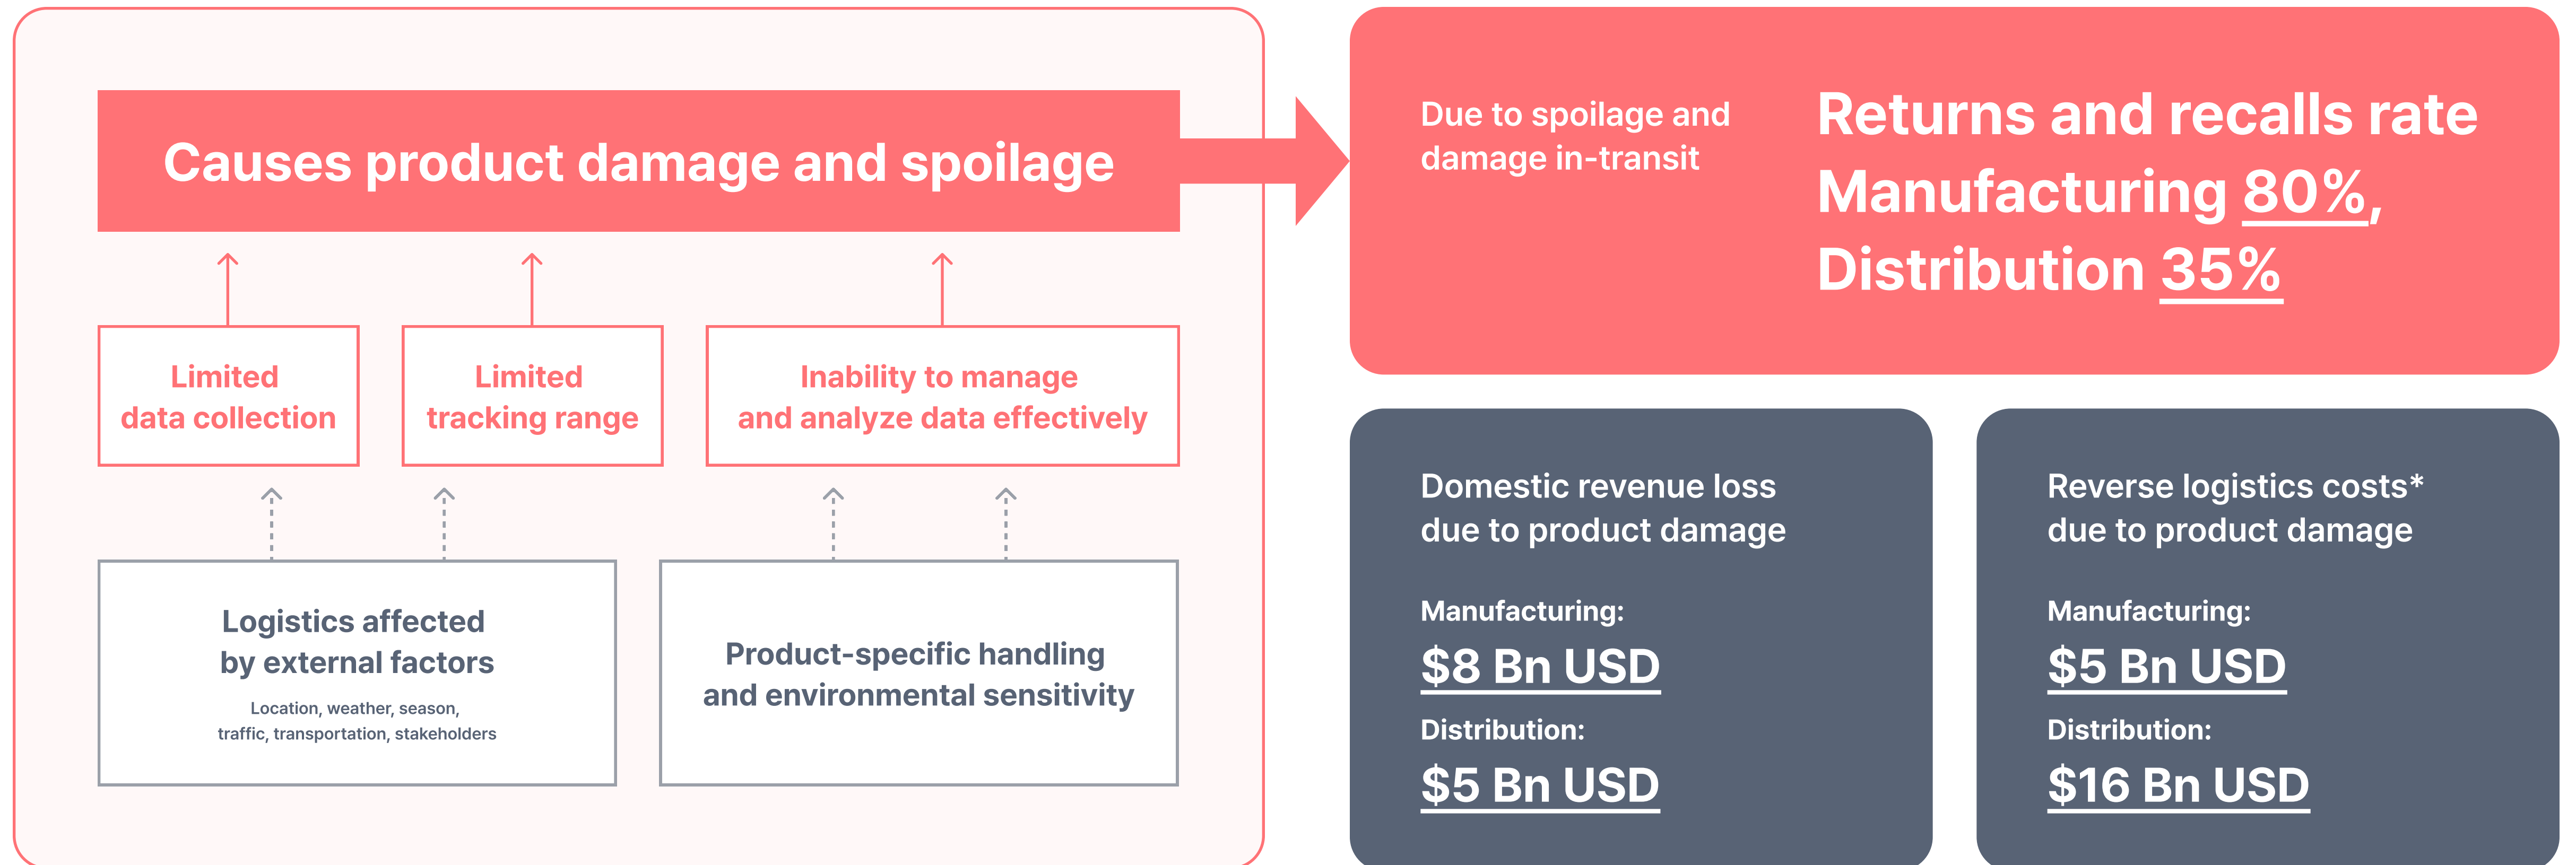 Causes product damage and spoilage
Limited
data collection
Limited
tracking range
Inability to manage
and analyze data effectively
Logistics affected
by external factors
Location, weather, season,
traffic, transportation, stakeholders
Product-specific handling
and environmental sensitivity
Due to spoilage and
damage in-transit
Returns and recalls rate
Manufacturing 80%,
Distribution 35%
Domestic revenue loss
due to product damage
Manufacturing:
$8 Bn USD
Distribution:
$5 Bn USD
Reverse logistics costs*
due to product damage
Manufacturing:
$5 Bn USD
Distribution:
$16 Bn USD